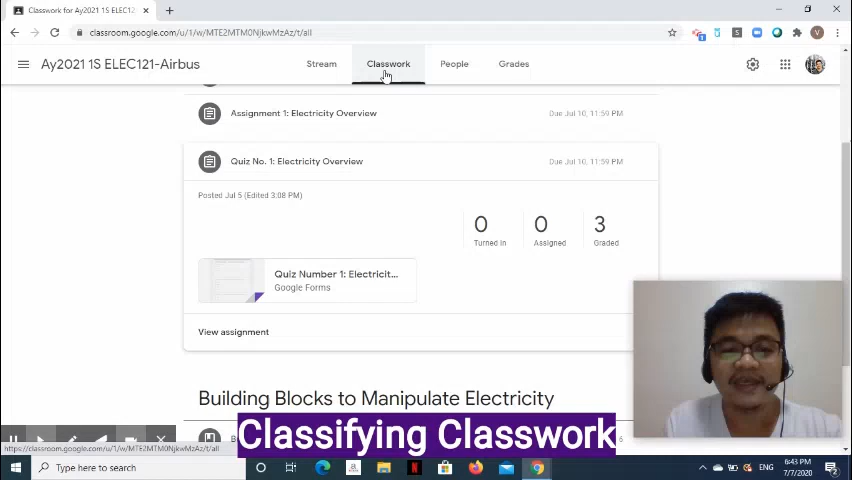 Classwork for Ay2021 1S ELEC121-Airbus
classroom.google.com/u/1/w/MTE2MTM0NjkwMzAz/t/all
V
Ay2021 1S ELEC121-Airbus
Stream
Classwork
People
Grades
Assignment 1: Electricity Overview
Due Jul 10, 11:59 PM
Quiz No. 1: Electricity Overview
Due Jul 10, 11:59 PM
Posted Jul 5 (Edited 3:08 PM)
0
0
3
Turned in
Assigned
Graded
Quiz Number 1: Electricit...
Google Forms
View assignment
Building Blocks to Manipulate Electricity
Classifying Classwork
https://classroom.google.com/u/1/w/MTE2MTM0NjkwMzAz/t/all
Type here to search
ENG
6:43 PM
7/7/2020